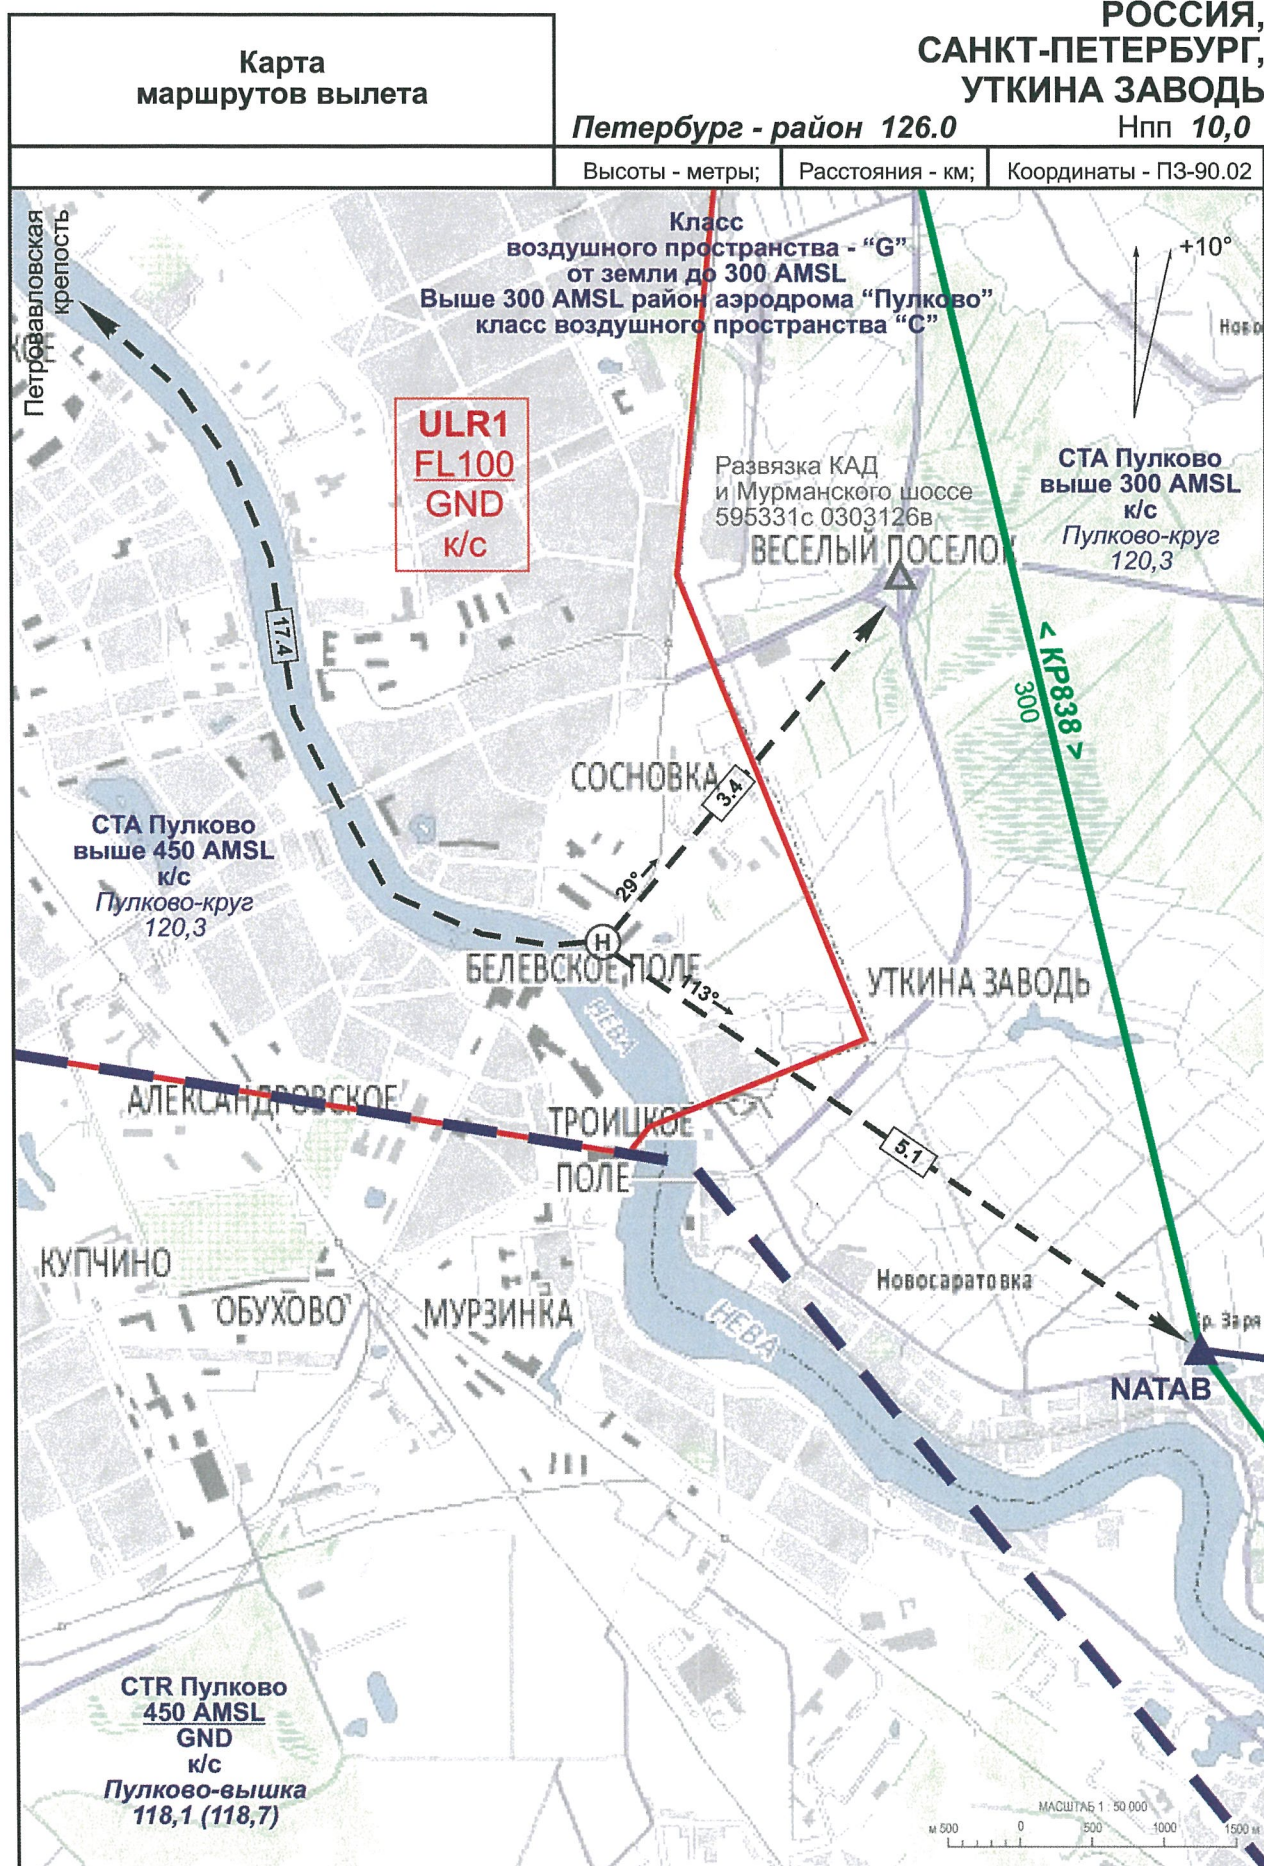 РОССИЯ,
САНКТ-ПЕТЕРБУРГ,
УТКИНА ЗАВОДЬ
Карта
маршрутов вылета
Петербург - район 126.0
Нпп 10,0
Высоты - метры;
Расстояния - км;
Координаты - ПЗ-90.02
Петровавловская
крепость
Класс
воздушного пространства - “G”
от земли до 300 AMSL
Выше 300 AMSL район аэродрома “Пулково”
класс воздушного пространства “С”
+10°
Ново
ULR1
FL100
GND
к/с
Развязка КАД
и Мурманского шоссе
595331с 0303126в
ВЕСЕЛЫЙ ПОСЕЛОК
СТА Пулково
выше 300 AMSL
к/с
Пулково-круг
120,3
17.4
< КР838 >
300
СОСНОВКА
3.4
СТА Пулково
выше 450 AMSL
к/с
Пулково-круг
120,3
29°
H
БЕЛЕВСКОЕ ПОЛЕ
113°
УТКИНА ЗАВОДЬ
НЕВА
АЛЕКСАНДРОВСКОЕ
ТРОИЦКОЕ
ПОЛЕ
5.1
КУПЧИНО
ОБУХОВО
МУРЗИНКА
НЕВА
Новосаратовка
р. Заря
NATAB
CTR Пулково
450 AMSL
GND
к/с
Пулково-вышка
118,1 (118,7)
МАСШТАБ 1 : 50 000
м 500 0 500 1000 1500 м